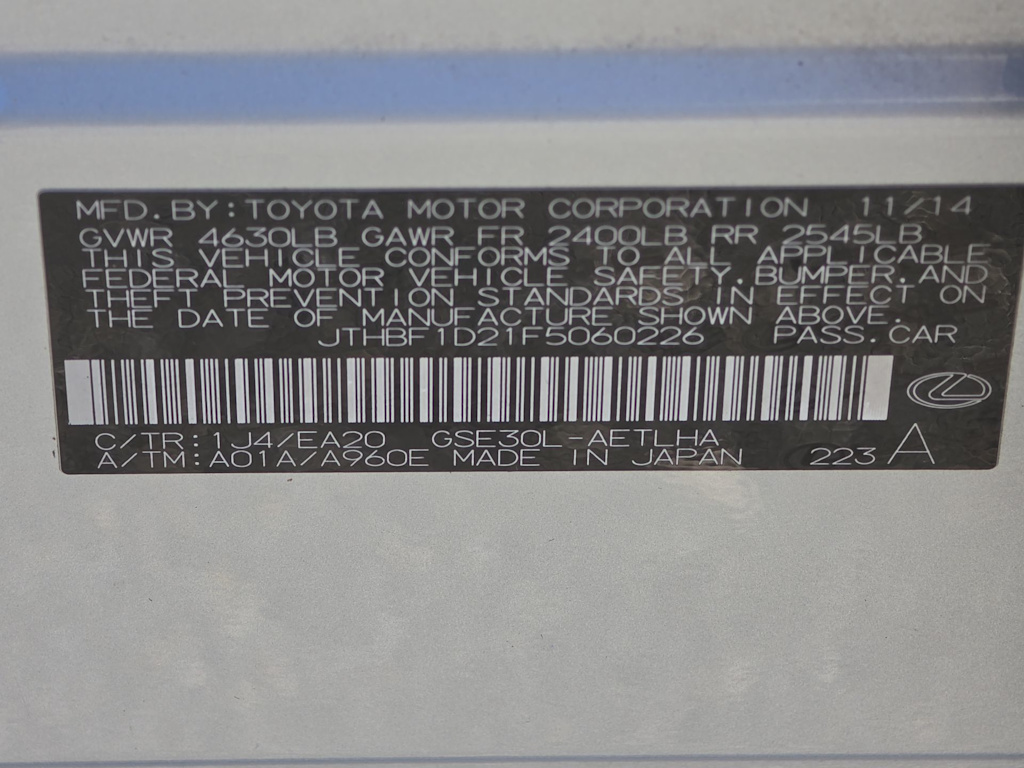 MFD.BY:TOYOTA MOTOR CORPORATION 11/14
GVWR 4630LB GAWR FR 2400LB RR 2545LB
THIS VEHICLE CONFORMS TO ALL APPLICABLE
FEDERAL MOTOR VEHICLE SAFETY,BUMPER,AND
THEFT PREVENTION STANDARDS IN EFFECT ON
THE DATE OF MANUFACTURE SHOWN ABOVE.
JTHBF1D21F5060226 PASS.CAR
C/TR:1J4/EA20 GSE30L-AETLHA
A/TM:A01A/A960E MADE IN JAPAN 223 A